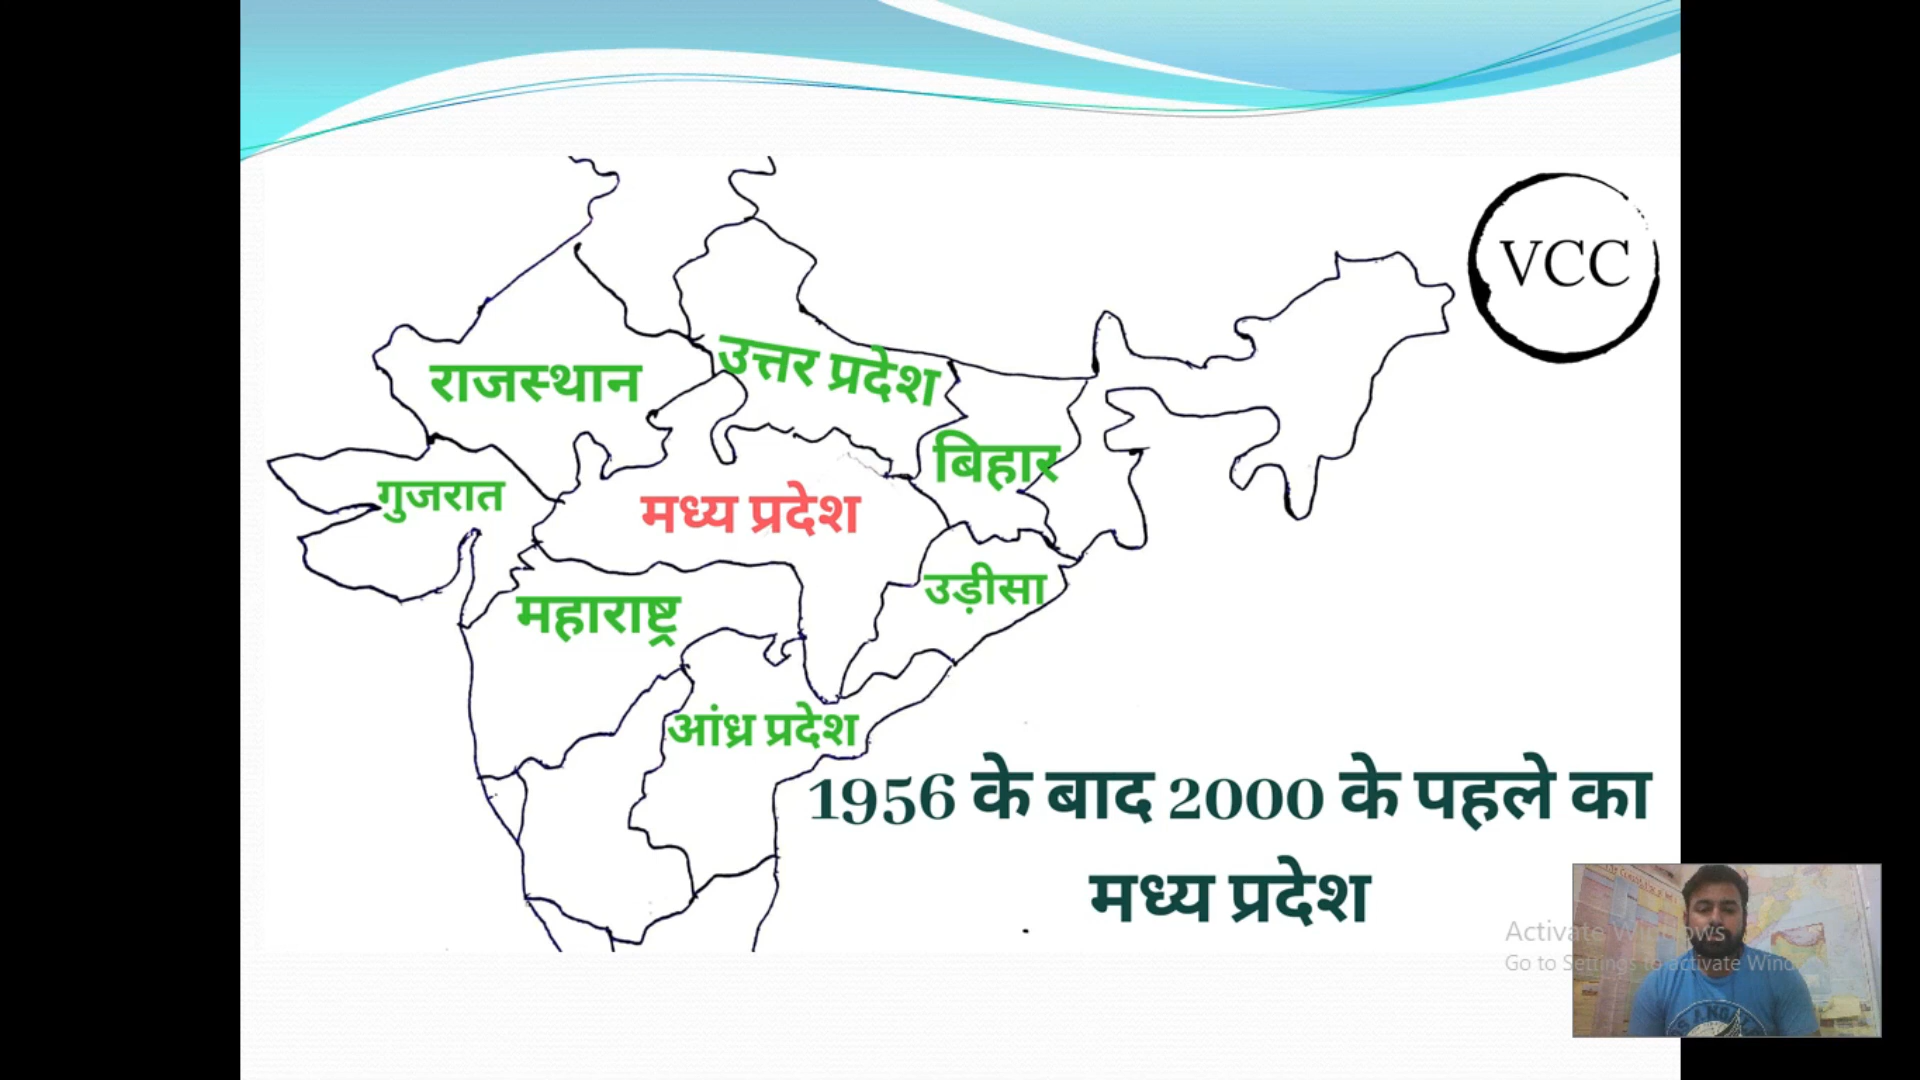 VCC
उत्तर प्रदेश
राजस्थान
बिहार
गुजरात
मध्य प्रदेश
उड़ीसा
महाराष्ट्र
आंध्र प्रदेश
1956 के बाद 2000 के पहले का
मध्य प्रदेश
Activate Windows
Go to Settings to activate Wind